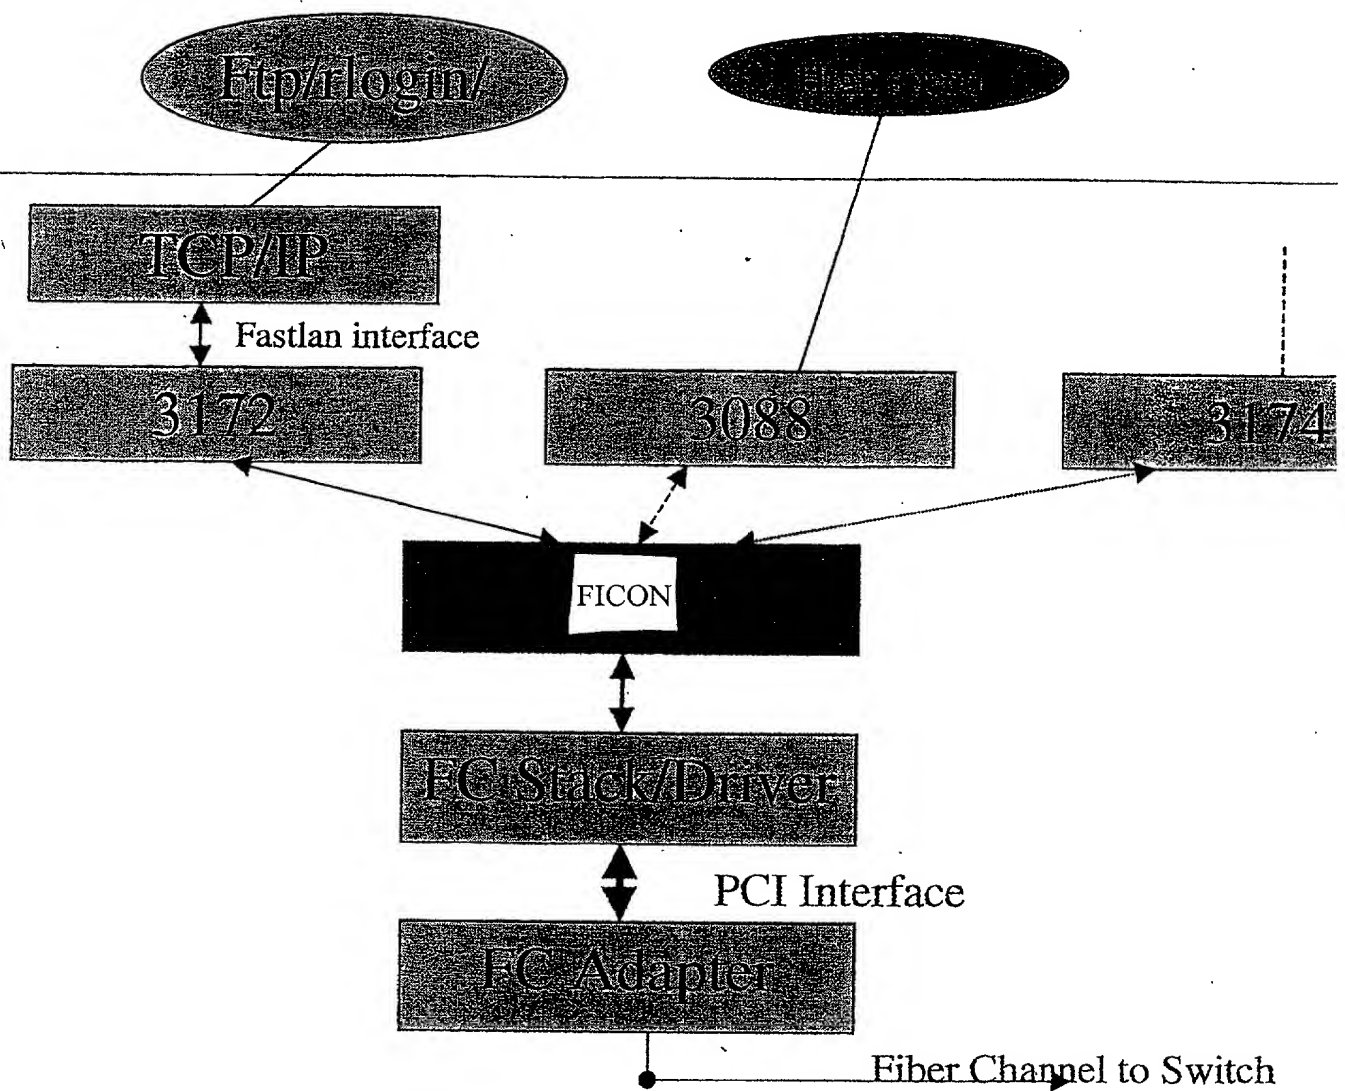 Ftp/rlogin/
High
TCP/IP
Fastlan interface
3172
3088
3174
FICON
FC Stack/Driver
PCI Interface
FC Adapter
Fiber Channel to Switch